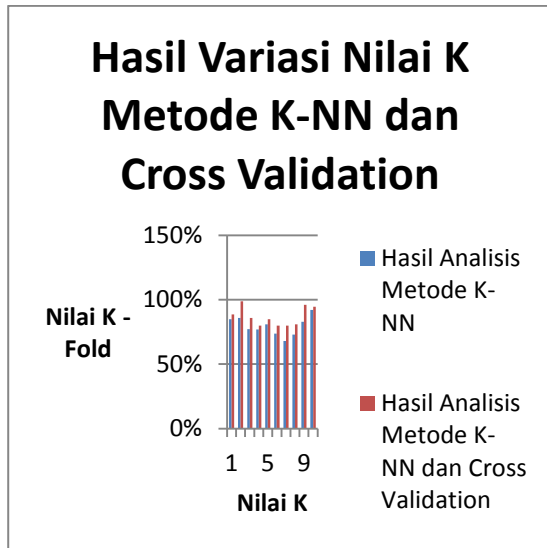 Hasil Variasi Nilai K
Metode K-NN dan
Cross Validation
150%
100%
50%
0%
Nilai K -
Fold
1 5 9
Nilai K
Hasil Analisis
Metode K-
NN
Hasil Analisis
Metode K-
NN dan Cross
Validation